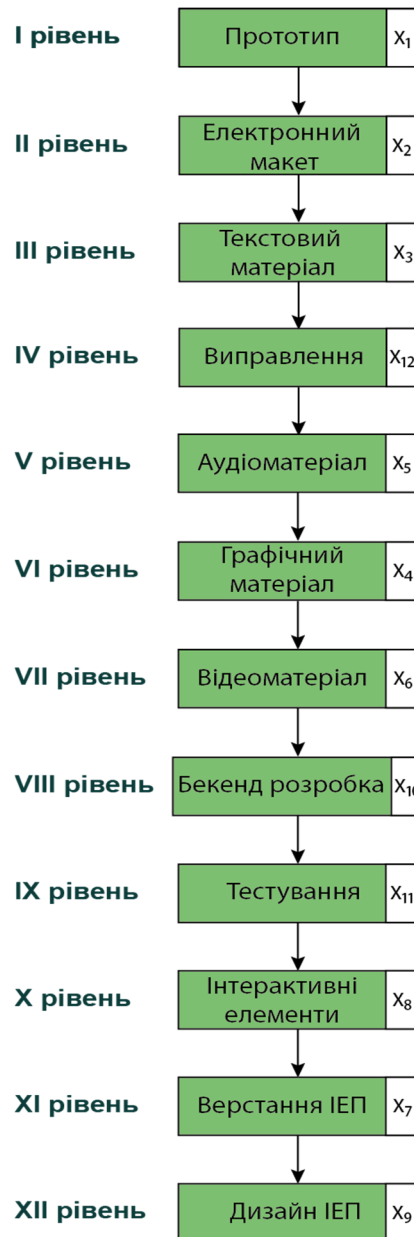 I рівень Прототип X₁
II рівень Електронний макет X₂
III рівень Текстовий матеріал X₃
IV рівень Виправлення X₁₂
V рівень Аудіоматеріал X₅
VI рівень Графічний матеріал X₄
VII рівень Відеоматеріал X₆
VIII рівень Бекенд розробка X₁₀
IX рівень Тестування X₁₁
X рівень Інтерактивні елементи X₈
XI рівень Верстання ІЕП X₇
XII рівень Дизайн ІЕП X₉